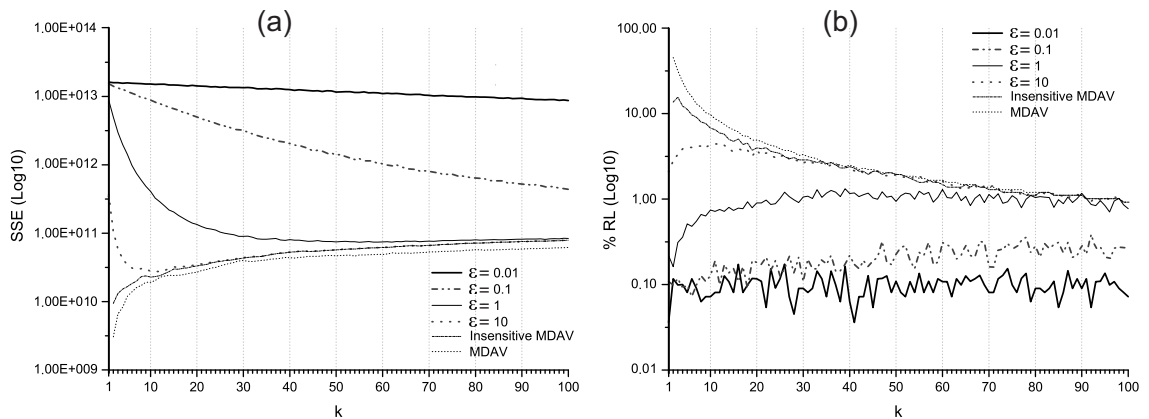 (a)
SSE (Log10)
1,00E+014
1,00E+013
1,00E+012
1,00E+011
1,00E+010
1,00E+009
1 10 20 30 40 50 60 70 80 90 100
k
ε= 0.01
ε= 0.1
ε= 1
ε= 10
Insensitive MDAV
MDAV
(b)
% RL (Log10)
100,00
10.00
1.00
0.10
0.01
1 10 20 30 40 50 60 70 80 90 100
k
ε= 0.01
ε= 0.1
ε= 1
ε= 10
Insensitive MDAV
MDAV